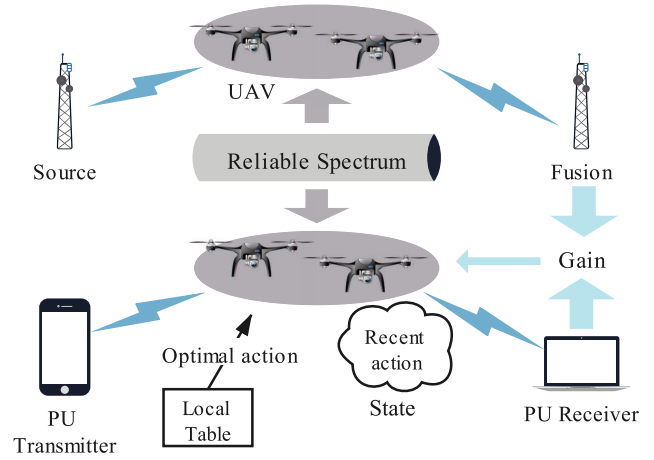 UAV
Source
Reliable Spectrum
Fusion
Gain
Optimal action
Recent
action
Local
Table
State
PU
Transmitter
PU Receiver